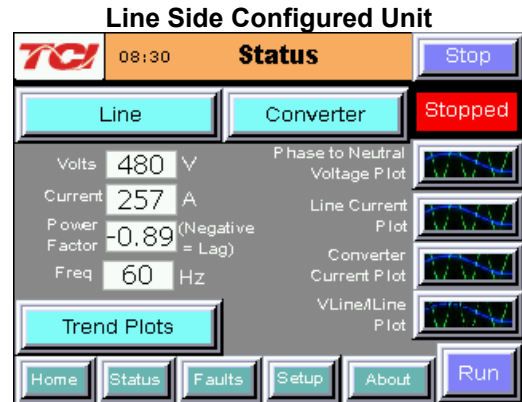 Line Side Configured Unit
TCI 08:30 Status Stop
Line Converter Stopped
Volts 480 V
Current 257 A
Power Factor -0.89 (Negative = Lag)
Freq 60 Hz
Phase to Neutral
Voltage Plot
Line Current
Plot
Converter
Current Plot
VLine/ILine
Plot
Trend Plots
Home Status Faults Setup About Run